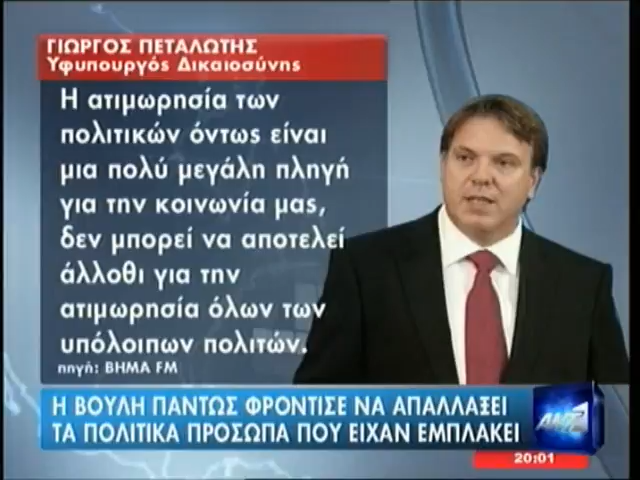 ΓΙΩΡΓΟΣ ΠΕΤΑΛΩΤΗΣ
Υφυπουργός Δικαιοσύνης
Η ατιμωρησία των
πολιτικών όντως είναι
μια πολύ μεγάλη πληγή
για την κοινωνία μας,
δεν μπορεί να αποτελεί
άλλοθι για την
ατιμωρησία όλων των
υπόλοιπων πολιτών.
πηγή: ΒΗΜΑ FM
Η ΒΟΥΛΗ ΠΑΝΤΩΣ ΦΡΟΝΤΙΣΕ ΝΑ ΑΠΑΛΛΑΞΕΙ
ΤΑ ΠΟΛΙΤΙΚΑ ΠΡΟΣΩΠΑ ΠΟΥ ΕΙΧΑΝ ΕΜΠΛΑΚΕΙ
ANT1
20:01